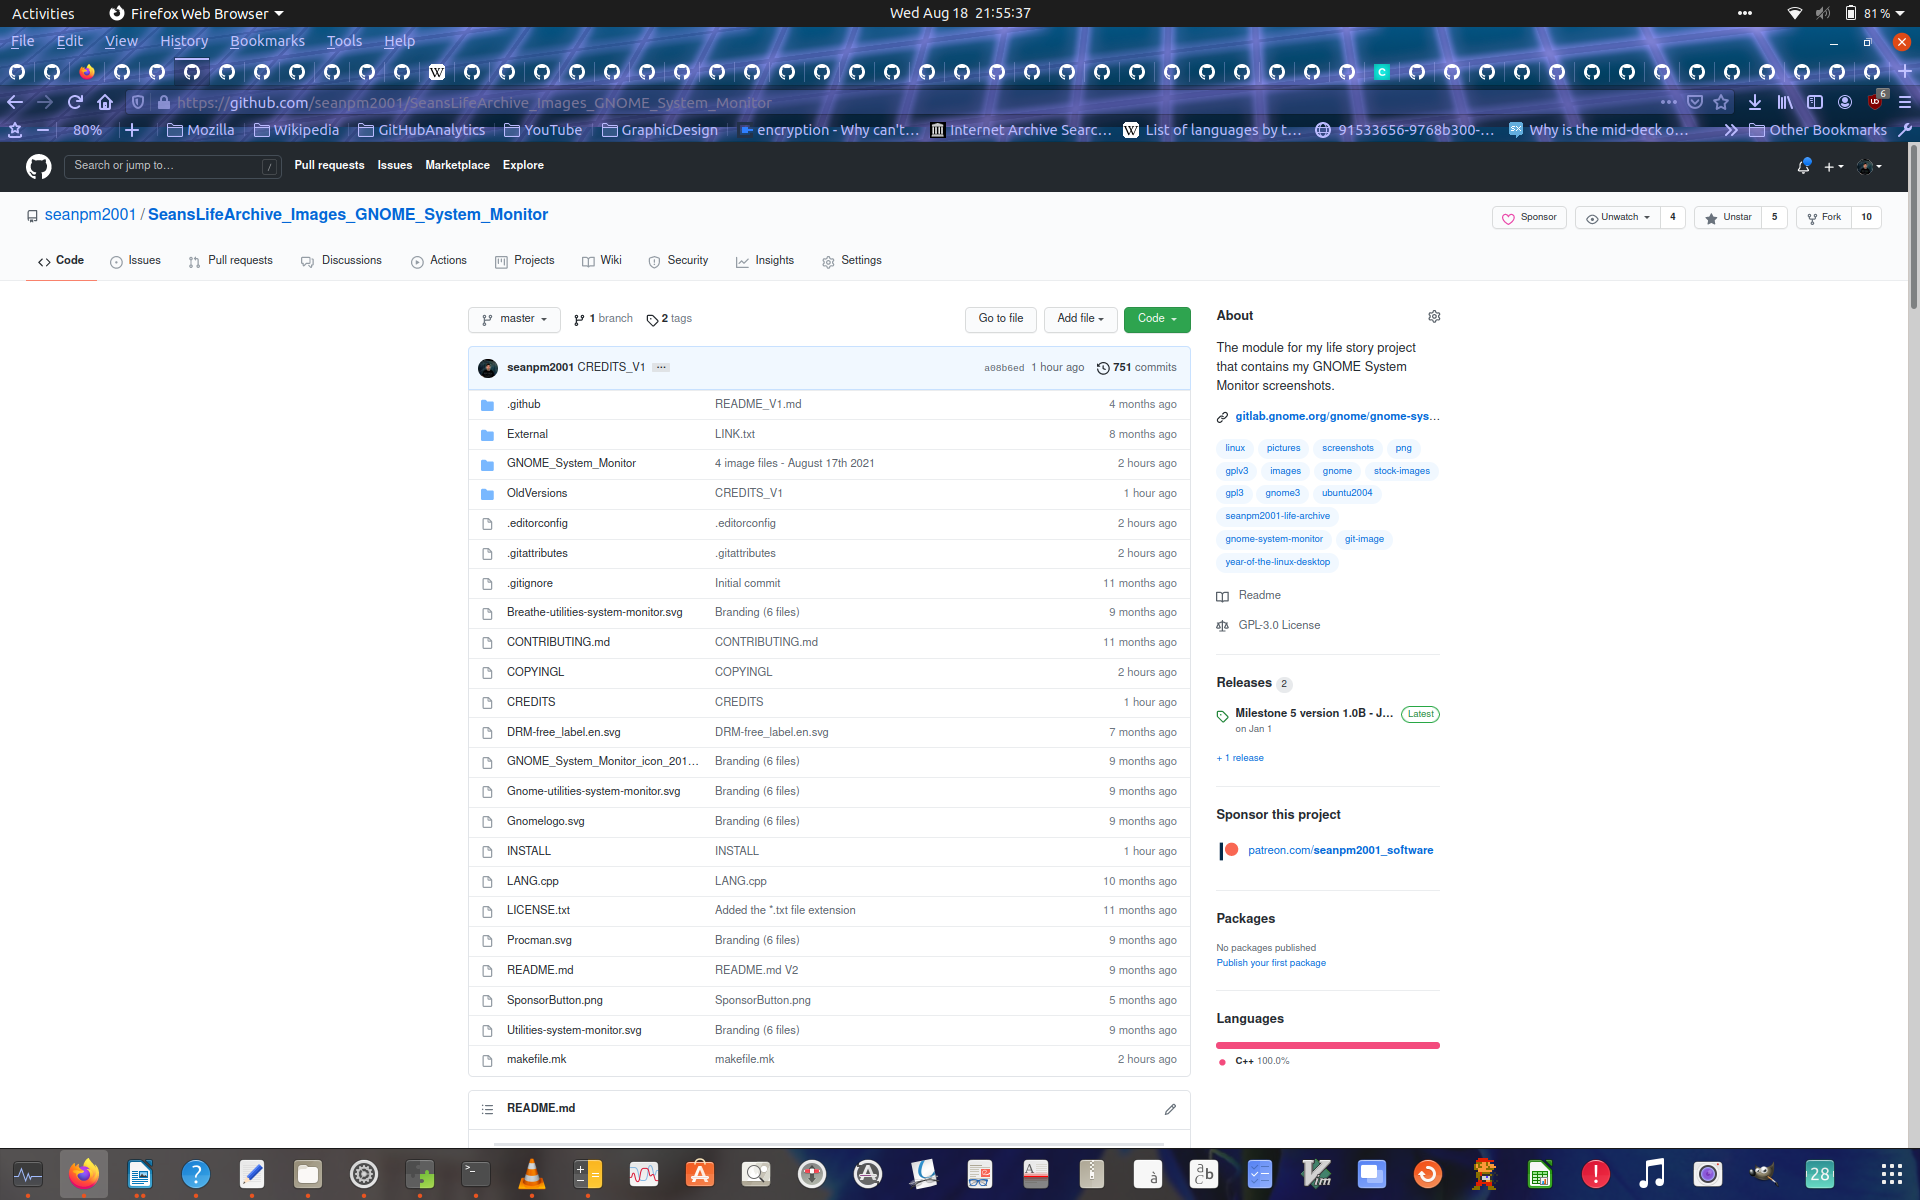 Activities Firefox Web Browser Wed Aug 18 21:55:37 81 %
File Edit View History Bookmarks Tools Help
https://github.com/seanpm2001/SeansLifeArchive_Images_GNOME_System_Monitor 6
80% Mozilla Wikipedia GitHubAnalytics YouTube GraphicDesign encryption - Why can't… Internet Archive Searc… List of languages by t… 91533656-9768b300-… Why is the mid-deck o… Other Bookmarks
Search or jump to… / Pull requests Issues Marketplace Explore
seanpm2001 / SeansLifeArchive_Images_GNOME_System_Monitor Sponsor Unwatch 4 Unstar 5 Fork 10
Code Issues Pull requests Discussions Actions Projects Wiki Security Insights Settings
master 1 branch 2 tags Go to file Add file Code
seanpm2001 CREDITS_V1 … a08b6ed 1 hour ago 751 commits
.github README_V1.md 4 months ago
External LINK.txt 8 months ago
GNOME_System_Monitor 4 image files - August 17th 2021 2 hours ago
OldVersions CREDITS_V1 1 hour ago
.editorconfig .editorconfig 2 hours ago
.gitattributes .gitattributes 2 hours ago
.gitignore Initial commit 11 months ago
Breathe-utilities-system-monitor.svg Branding (6 files) 9 months ago
CONTRIBUTING.md CONTRIBUTING.md 11 months ago
COPYINGL COPYINGL 2 hours ago
CREDITS CREDITS 1 hour ago
DRM-free_label.en.svg DRM-free_label.en.svg 7 months ago
GNOME_System_Monitor_icon_201… Branding (6 files) 9 months ago
Gnome-utilities-system-monitor.svg Branding (6 files) 9 months ago
Gnomelogo.svg Branding (6 files) 9 months ago
INSTALL INSTALL 1 hour ago
LANG.cpp LANG.cpp 10 months ago
LICENSE.txt Added the *.txt file extension 11 months ago
Procman.svg Branding (6 files) 9 months ago
README.md README.md V2 9 months ago
SponsorButton.png SponsorButton.png 5 months ago
Utilities-system-monitor.svg Branding (6 files) 9 months ago
makefile.mk makefile.mk 2 hours ago
README.md
About
The module for my life story project
that contains my GNOME System
Monitor screenshots.
gitlab.gnome.org/gnome/gnome-sys…
linux pictures screenshots png
gplv3 images gnome stock-images
gpl3 gnome3 ubuntu2004
seanpm2001-life-archive
gnome-system-monitor git-image
year-of-the-linux-desktop
Readme
GPL-3.0 License
Releases 2
Milestone 5 version 1.0B - J… Latest
on Jan 1
+ 1 release
Sponsor this project
patreon.com/seanpm2001_software
Packages
No packages published
Publish your first package
Languages
C++ 100.0%
28